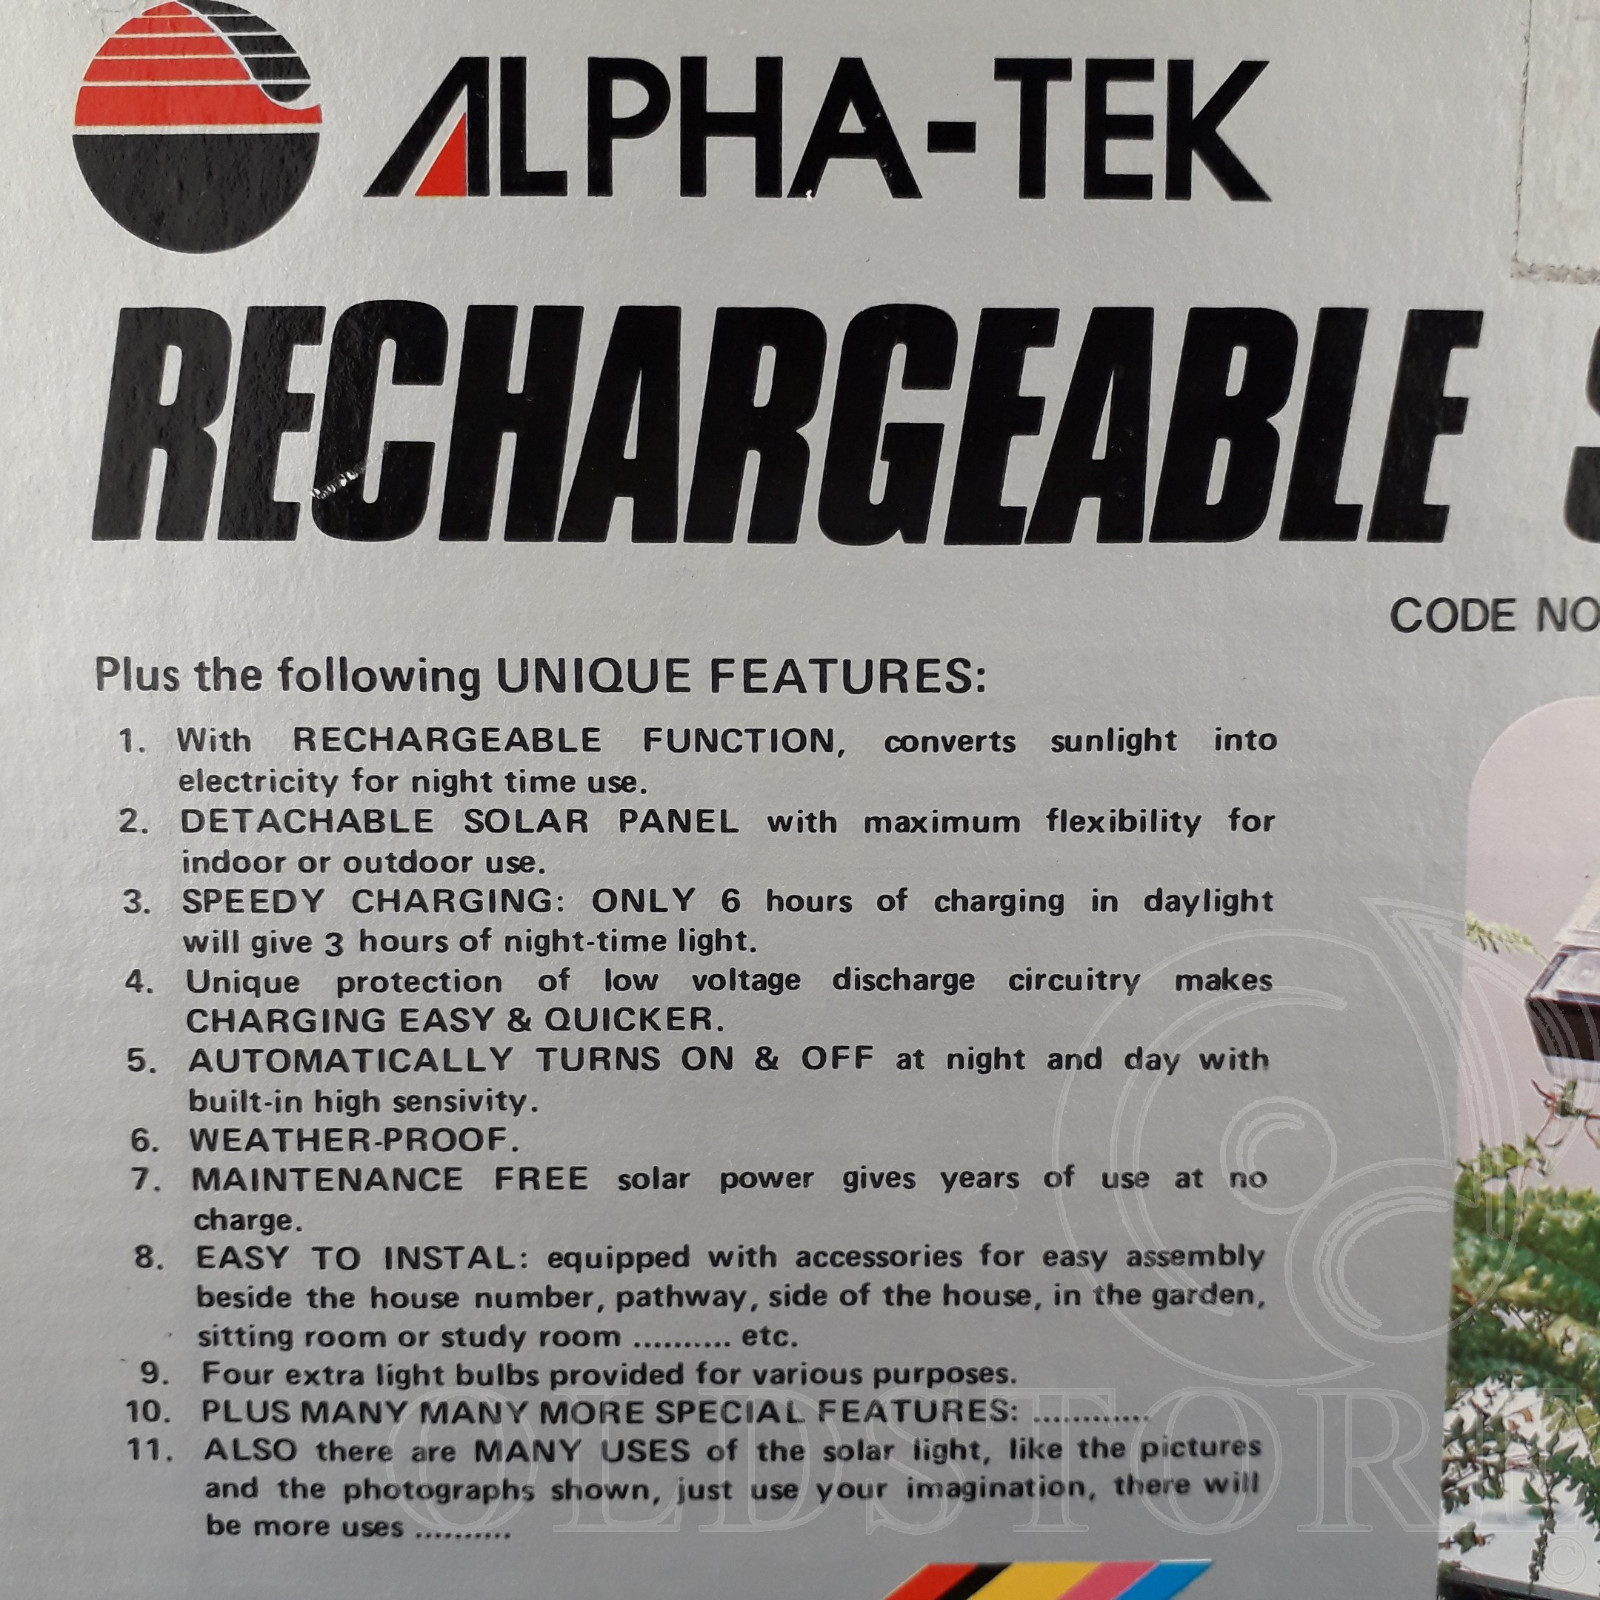 ALPHA-TEK
RECHARGEABLE
CODE NO
Plus the following UNIQUE FEATURES:
1. With RECHARGEABLE FUNCTION, converts sunlight into
electricity for night time use.
2. DETACHABLE SOLAR PANEL with maximum flexibility for
indoor or outdoor use.
3. SPEEDY CHARGING: ONLY 6 hours of charging in daylight
will give 3 hours of night-time light.
4. Unique protection of low voltage discharge circuitry makes
CHARGING EASY & QUICKER.
5. AUTOMATICALLY TURNS ON & OFF at night and day with
built-in high sensivity.
6. WEATHER-PROOF.
7. MAINTENANCE FREE solar power gives years of use at no
charge.
8. EASY TO INSTAL: equipped with accessories for easy assembly
beside the house number, pathway, side of the house, in the garden,
sitting room or study room .......... etc.
9. Four extra light bulbs provided for various purposes.
10. PLUS MANY MANY MORE SPECIAL FEATURES: ............
11. ALSO there are MANY USES of the solar light, like the pictures
and the photographs shown, just use your imagination, there will
be more uses ..........
OLDSTORE